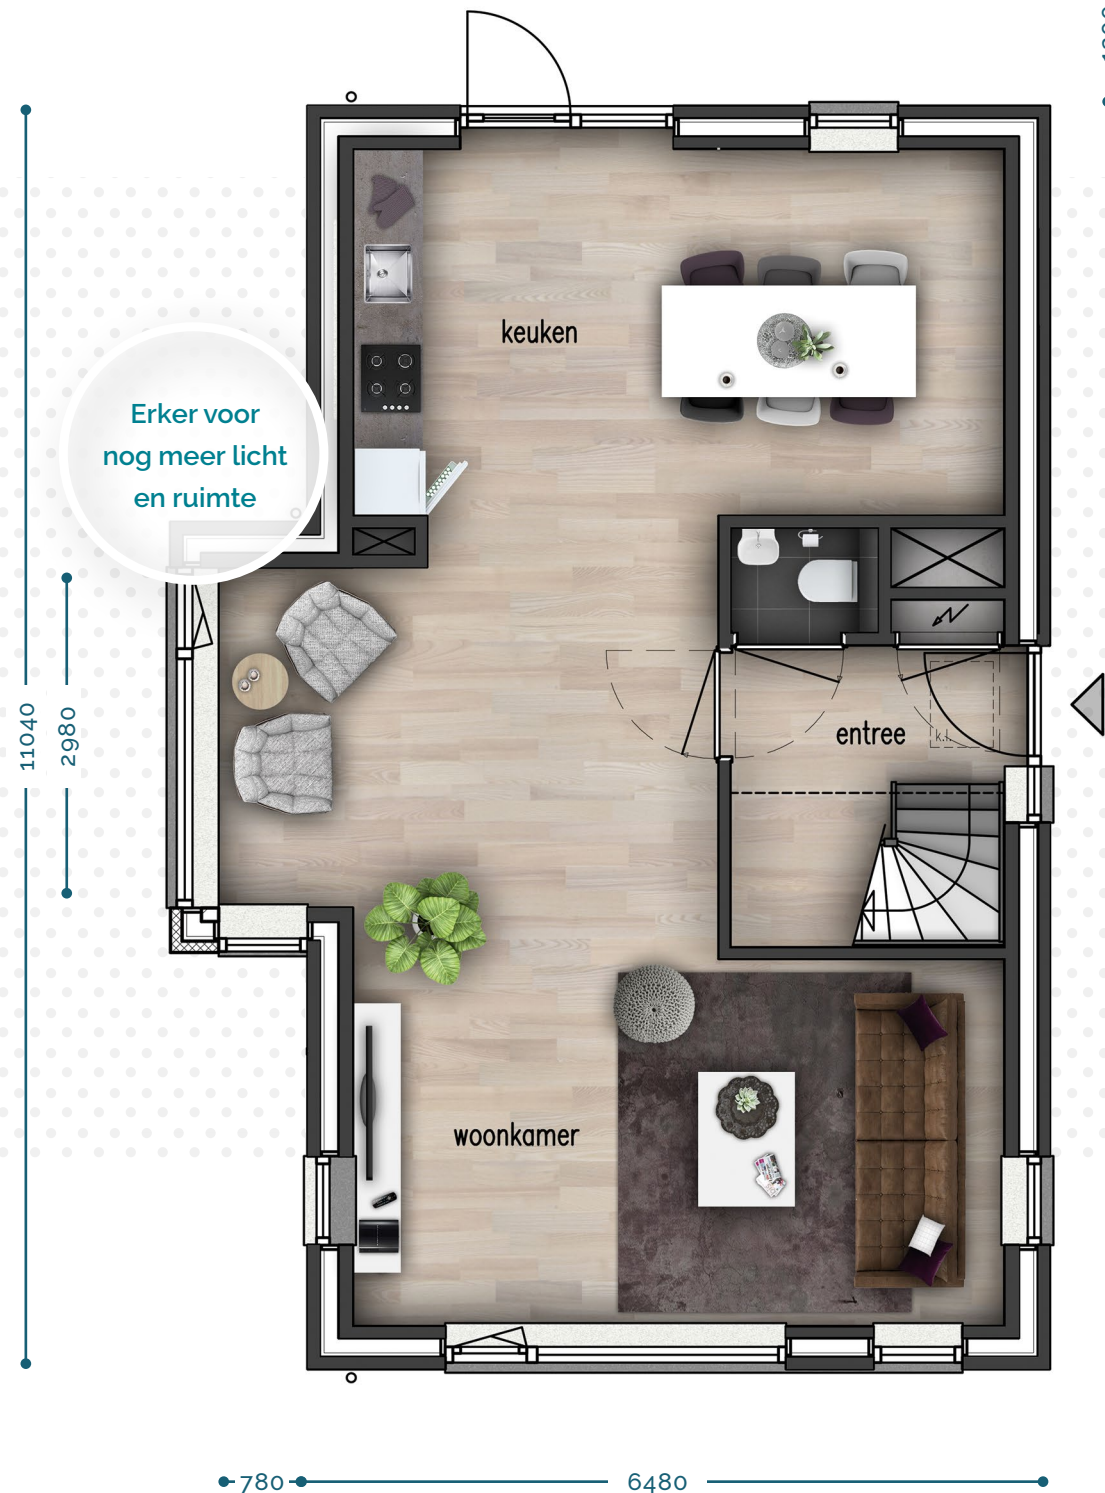 keuken
Erker voor
nog meer licht
en ruimte
11040
2980
entree
k.l.
woonkamer
780
6480